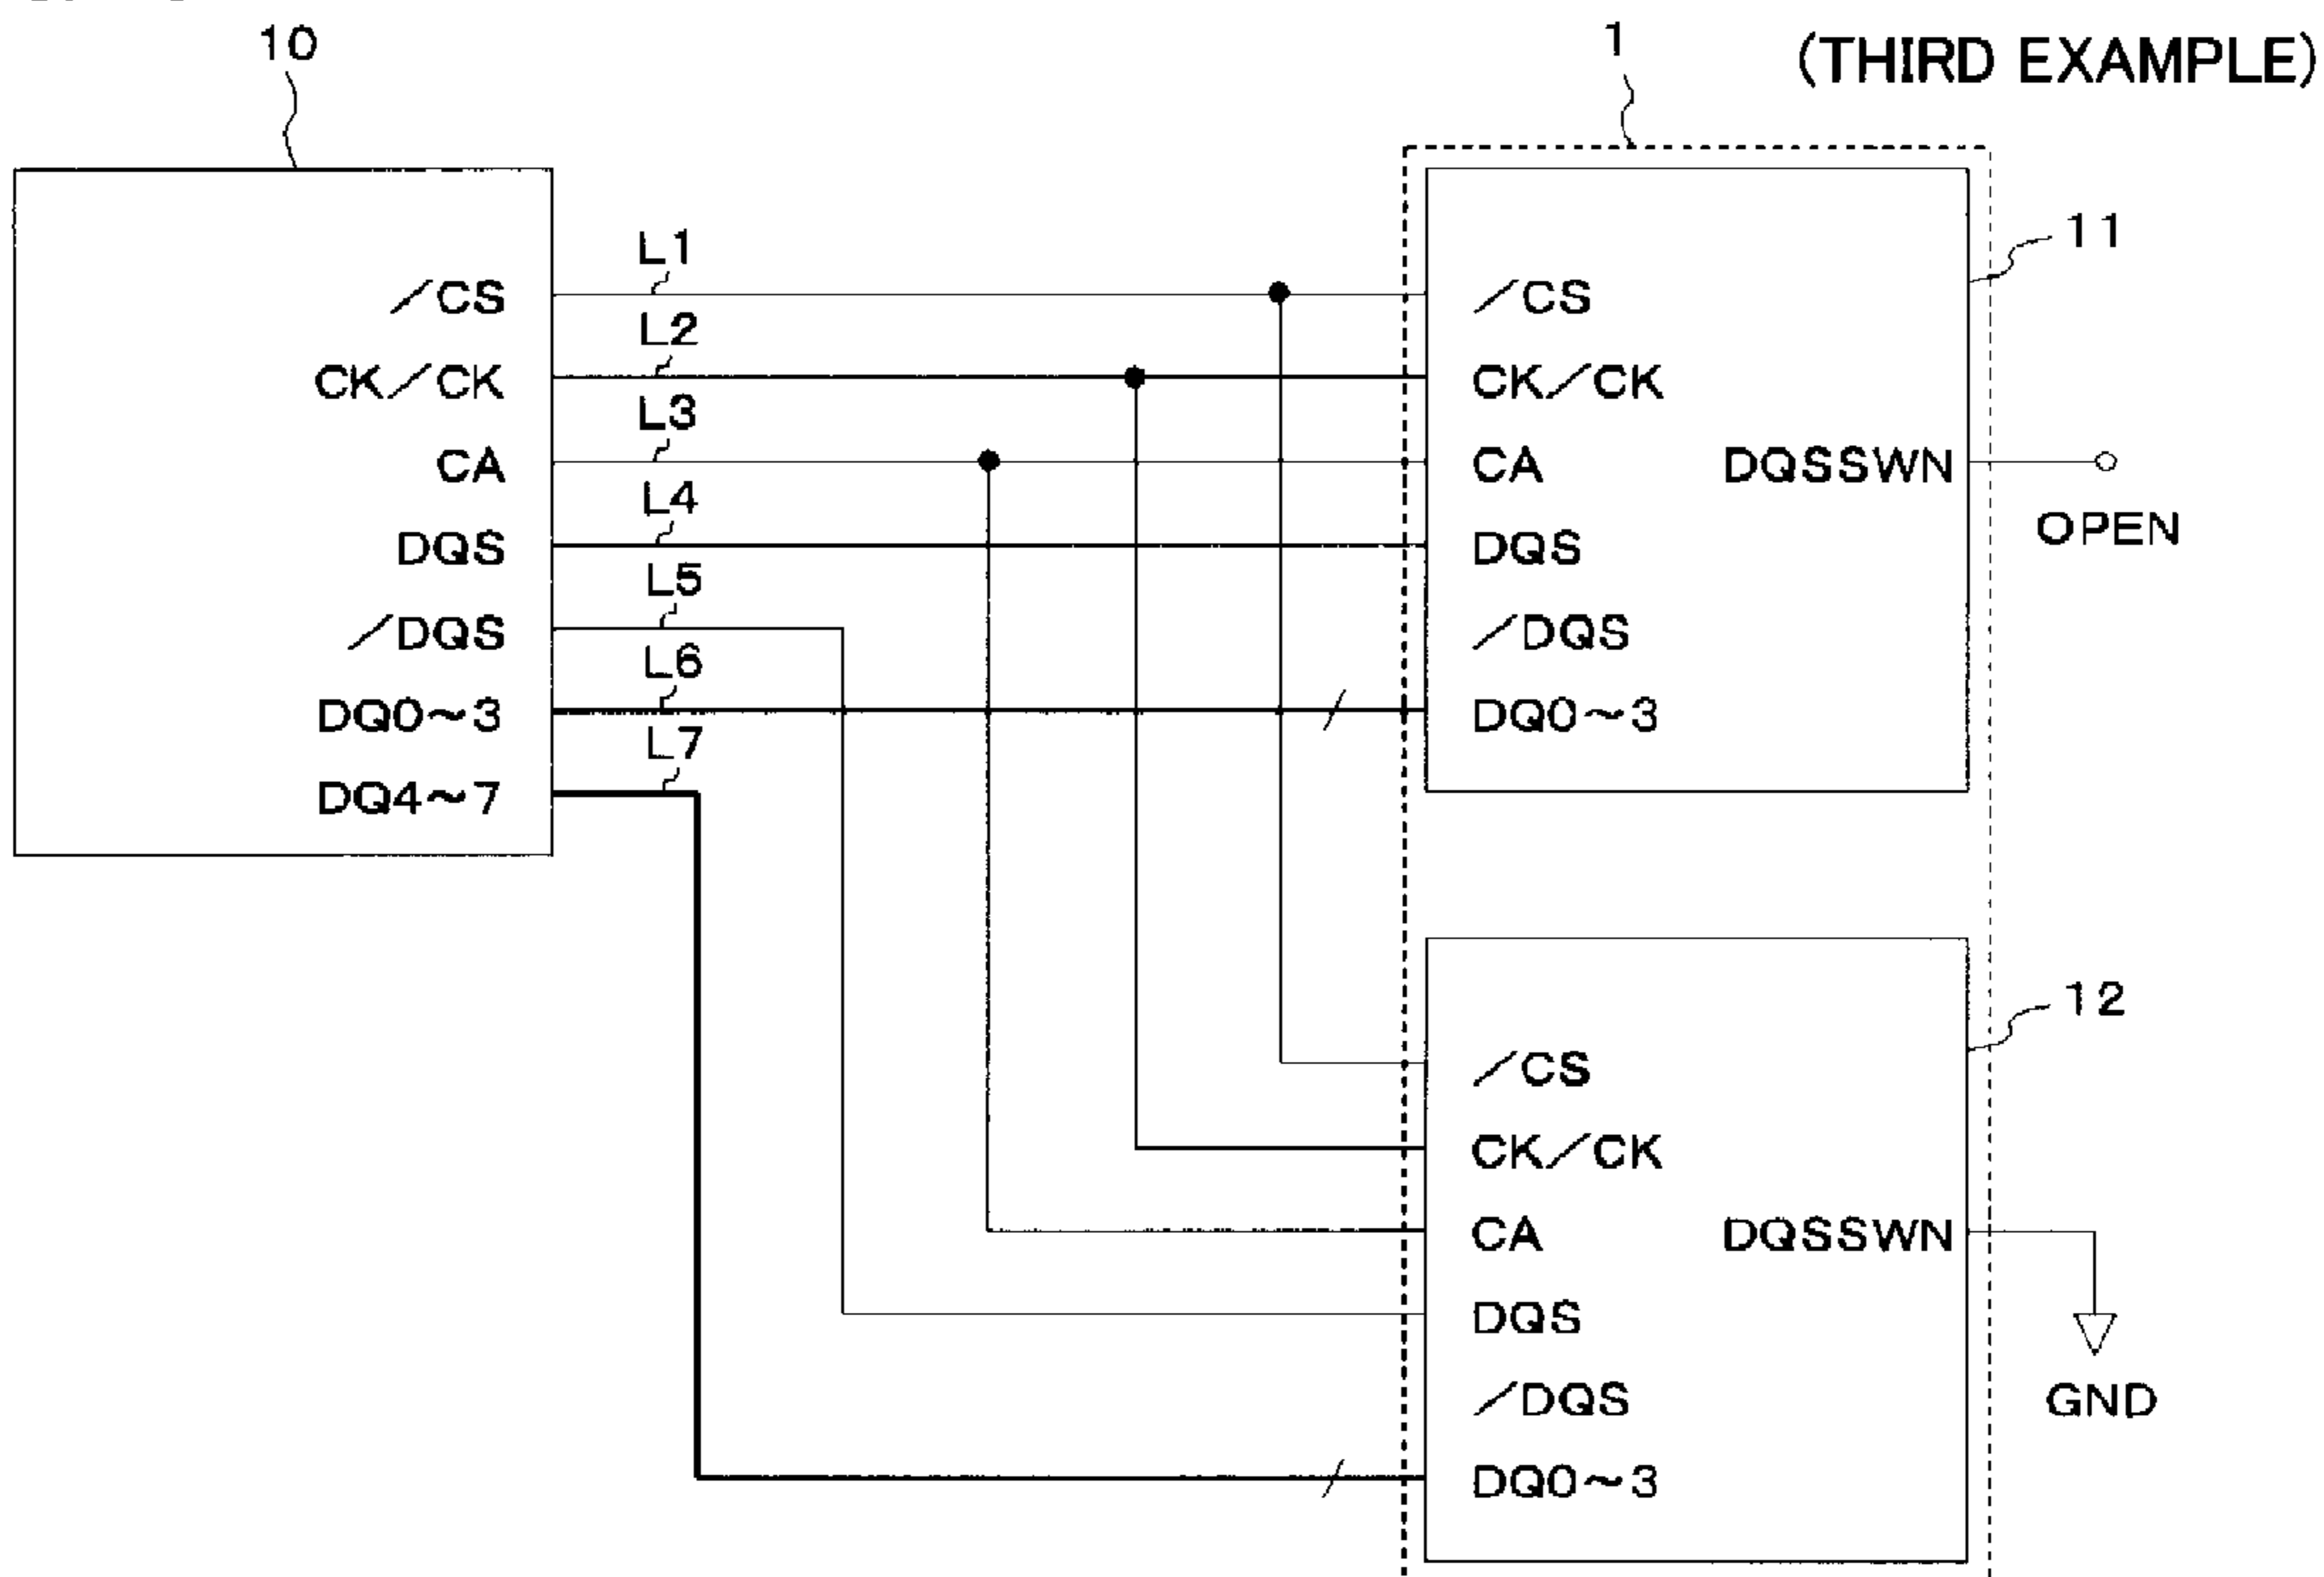 10
1
(THIRD EXAMPLE)
11
L1
/CS
/CS
L2
CK/CK
CK/CK
L3
CA
CA
DQSSWN
L4
OPEN
DQS
DQS
L5
/DQS
/DQS
L6
DQ0~3
DQ0~3
L7
DQ4~7
12
/CS
CK/CK
CA
DQSSWN
DQS
/DQS
GND
DQ0~3